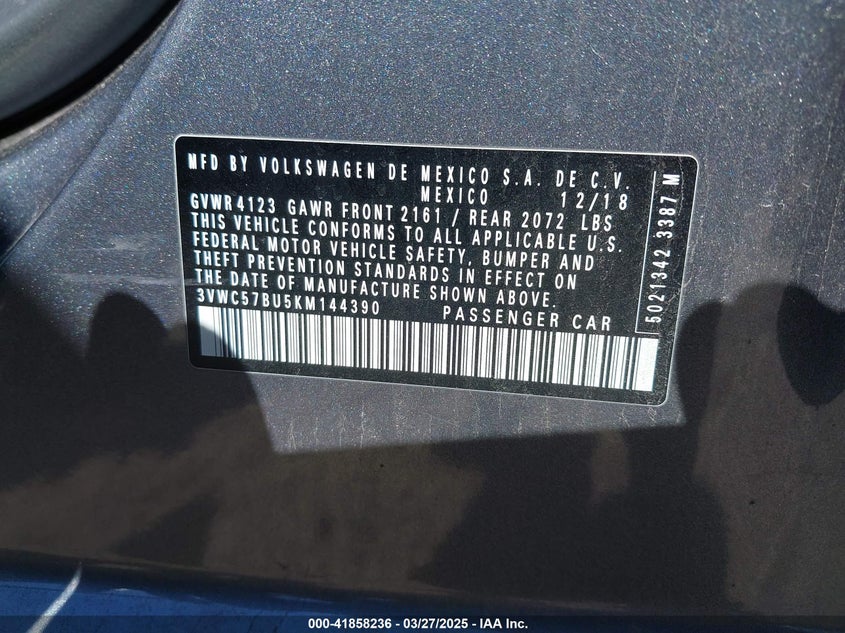 MFD BY VOLKSWAGEN DE MEXICO S.A. DE C.V.
MEXICO 12/18
GVWR4123 GAWR FRONT 2161 / REAR 2072 LBS
THIS VEHICLE CONFORMS TO ALL APPLICABLE U.S.
FEDERAL MOTOR VEHICLE SAFETY, BUMPER AND
THEFT PREVENTION STANDARDS IN EFFECT ON
THE DATE OF MANUFACTURE SHOWN ABOVE.
3VWC57BU5KM144390 PASSENGER CAR
5021342 3387 M
000-41858236 - 03/27/2025 - IAA Inc.